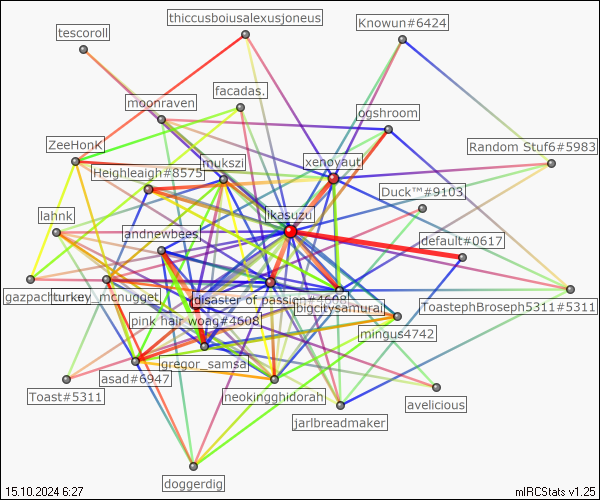 thiccusboiusalexusjoneus
Knowun#6424
tescoroll
facadas.
moonraven
ogshroom
ZeeHonK
Random Stuf6#5983
mukszi
xenoyaut
Heighleaigh#8575
Duck™#9103
lahnk
ikasuzu
andnewbees
default#0617
gazpach
turkey_mcnugget
disaster of passion#4608
bigcitysamurai
ToastephBroseph5311#5311
pink hair woag#4608
mingus4742
gregor_samsa
asad#6947
Toast#5311
neokingghidorah
avelicious
jarlbreadmaker
doggerdig
15.10.2024 6:27
mIRCStats v1.25